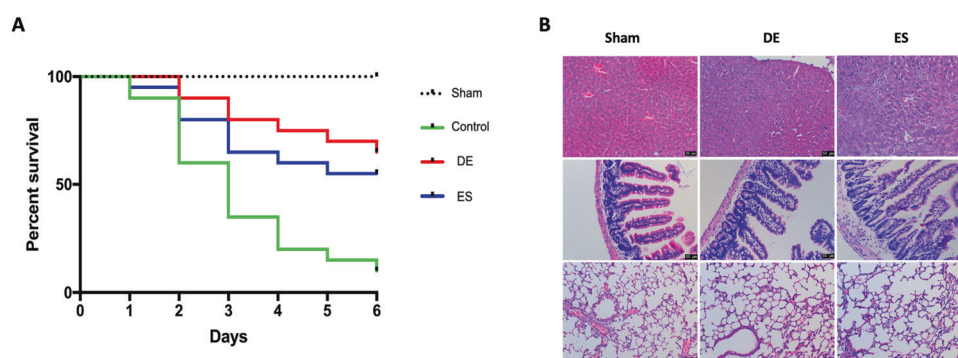 A
Percent survival
100
50
0
0 1 2 3 4 5 6
Days
Sham
Control
DE
ES
B
Sham DE ES